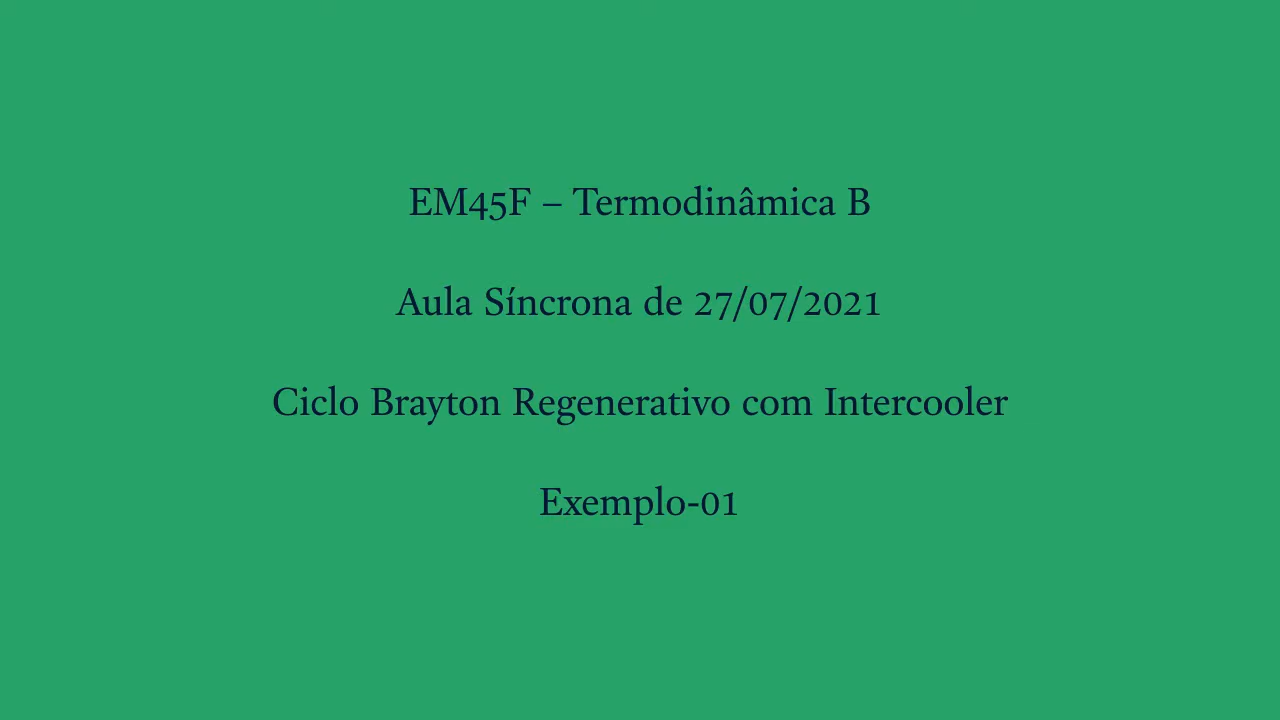 EM45F – Termodinâmica B
Aula Síncrona de 27/07/2021
Ciclo Brayton Regenerativo com Intercooler
Exemplo-01